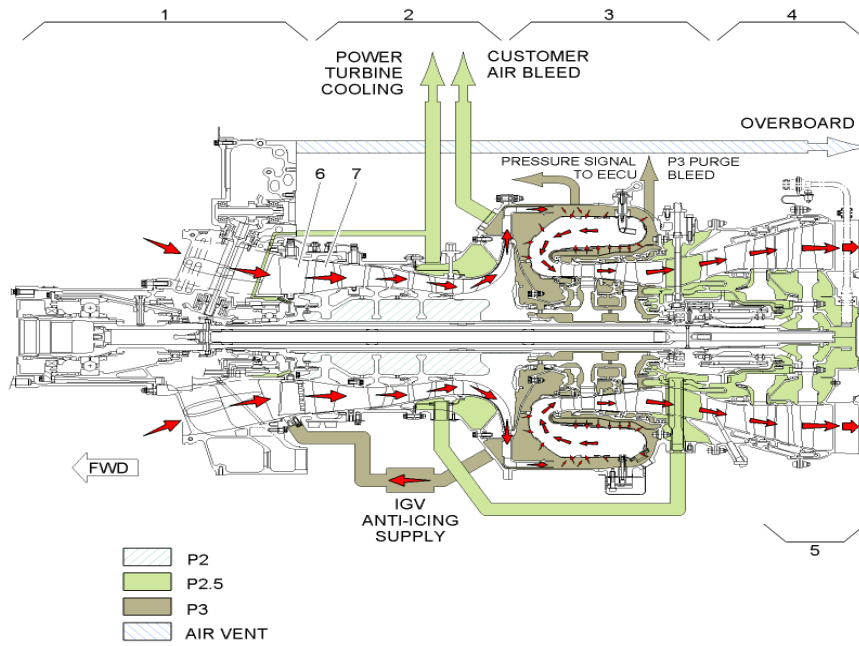 1
2
3
4
POWER
TURBINE
COOLING
CUSTOMER
AIR BLEED
OVERBOARD
PRESSURE SIGNAL
TO EECU
P3 PURGE
BLEED
6
7
FWD
IGV
ANTI-ICING
SUPPLY
5
P2
P2.5
P3
AIR VENT